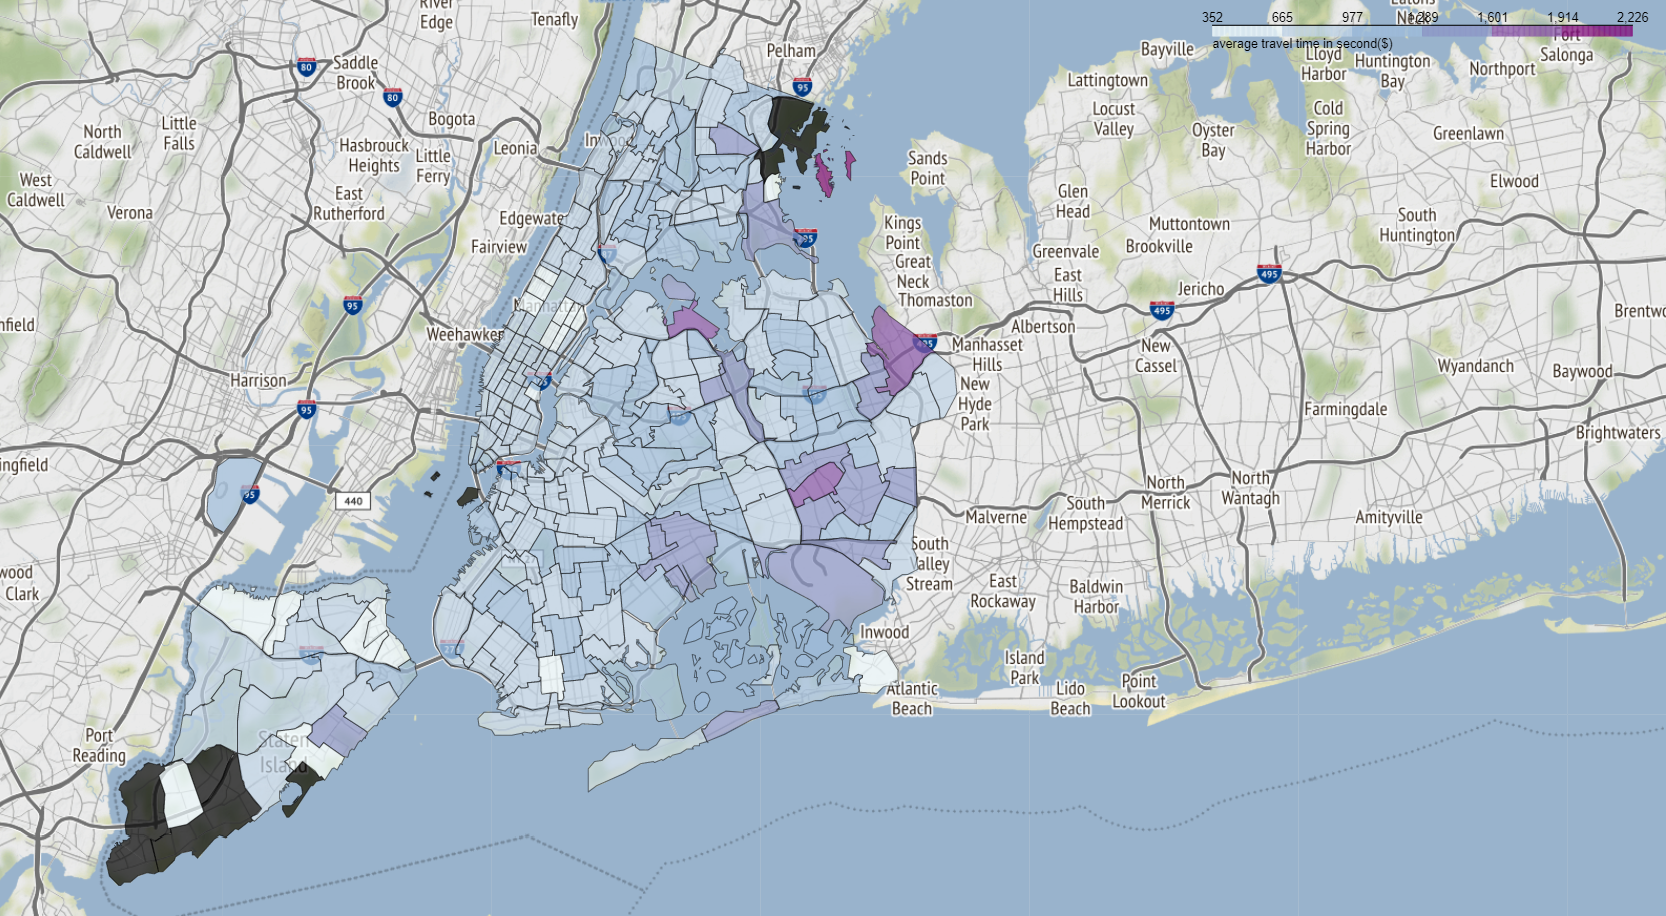 River
Edge
Tenafly
Eatons
Neck
352 665 977 1,289 1,601 1,914 2,226
average travel time in second($)
Pelham
Bayville
Fort
Salonga
Saddle
Brook
80
95
Lloyd
Harbor
Huntington
Bay
Northport
Lattingtown
80
Bogota
Little
Falls
North
Caldwell
Hasbrouck
Heights
Leonia
Inwood
Locust
Valley
Oyster
Bay
Cold
Spring
Harbor
Greenlawn
Little
Ferry
Sands
Point
West
Caldwell
East
Rutherford
Verona
Edgewater
Fairview
Glen
Head
Elwood
Kings
Point
Great
Neck
Thomaston
Muttontown
Brookville
South
Huntington
Greenvale
East
Hills
Jericho
495
495
95
Manhattan
Weehawken
Albertson
Manhasset
Hills
New
Cassel
Brentwo
nfield
Harrison
95
New
Hyde
Park
Wyandanch
Baywood
Farmingdale
Brightwaters
ingfield
95
440
North
Merrick
North
Wantagh
Malverne
South
Hempstead
Amityville
South
Valley
Stream
wood
Clark
East
Rockaway
Baldwin
Harbor
Inwood
278
Island
Park
Atlantic
Beach
Lido
Beach
Point
Lookout
Port
Reading
Staten
Island